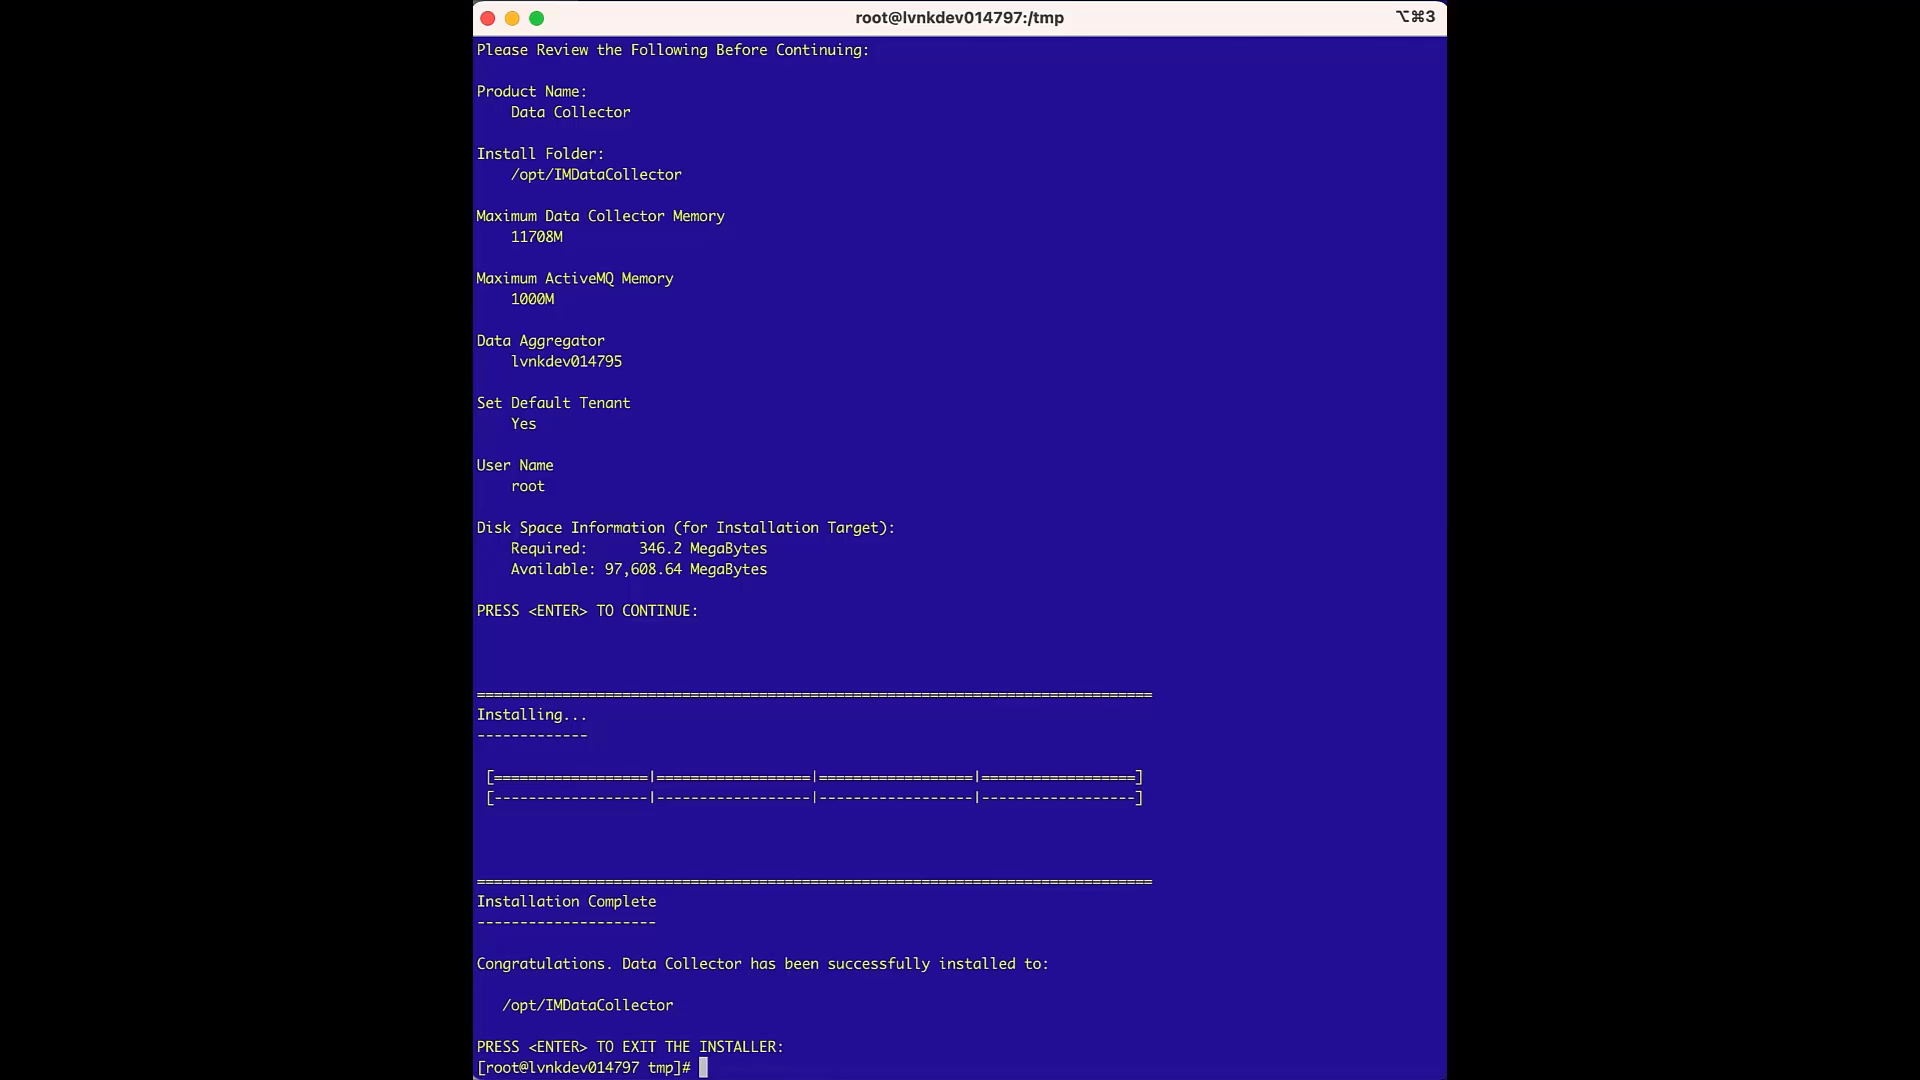 root@lvnkdev014797:/tmp
⌥⌘3
Please Review the Following Before Continuing:
Product Name:
Data Collector
Install Folder:
/opt/IMDataCollector
Maximum Data Collector Memory
11708M
Maximum ActiveMQ Memory
1000M
Data Aggregator
lvnkdev014795
Set Default Tenant
Yes
User Name
root
Disk Space Information (for Installation Target):
Required:      346.2 MegaBytes
Available: 97,608.64 MegaBytes
PRESS <ENTER> TO CONTINUE:
===============================================================================
Installing...
-------------
[==================|==================|==================|==================]
[------------------|------------------|------------------|------------------]
===============================================================================
Installation Complete
---------------------
Congratulations. Data Collector has been successfully installed to:
/opt/IMDataCollector
PRESS <ENTER> TO EXIT THE INSTALLER:
[root@lvnkdev014797 tmp]#